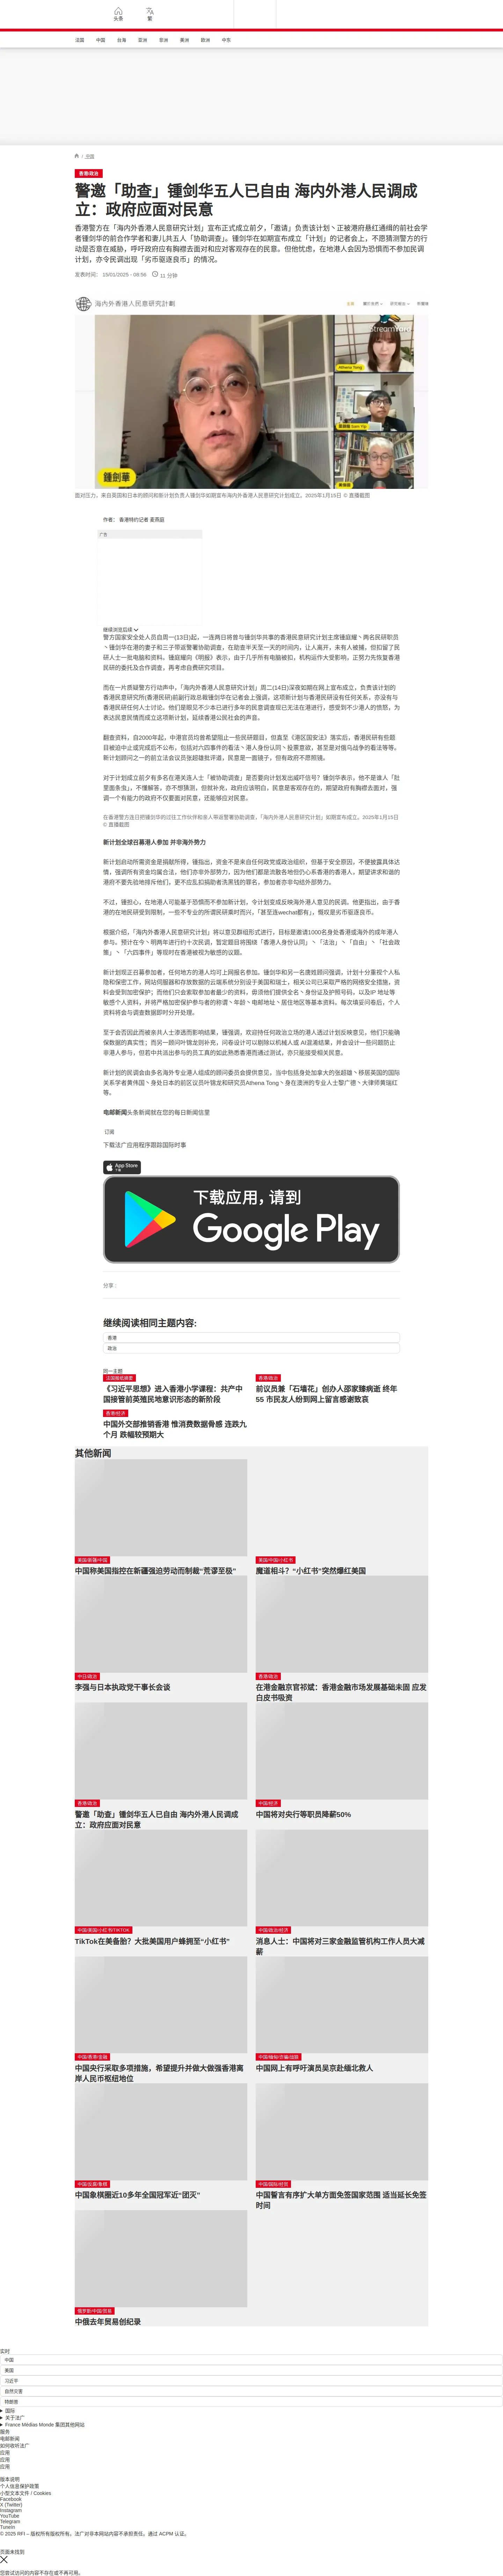 头条
繁
法国
中国
台海
亚洲
非洲
美洲
欧洲
中东
/ 中国
香港/政治
警邀「助查」锺剑华五人已自由 海内外港人民调成立：政府应面对民意
香港警方在「海内外香港人民意研究计划」宣布正式成立前夕，「邀请」负责该计划丶正被港府悬红通缉的前社会学者锺剑华的前合作学者和妻儿共五人「协助调查」。锺剑华在如期宣布成立「计划」的记者会上，不愿猜测警方的行动是否意在威胁，呼吁政府应有胸襟去面对和应对客观存在的民意。但他忧虑，在地港人会因为恐惧而不参加民调计划，亦令民调出现「劣币驱逐良币」的情况。
发表时间： 15/01/2025 - 08:56
11 分钟
海内外香港人民意研究計劃
StreamYard
Athena Tong
鍾劍華
面对压力，来自英国和日本的顾问和新计划负责人锺剑华如期宣布海内外香港人民意研究计划成立。2025年1月15日 © 直播截图
作者： 香港特约记者 麦燕庭
广告
继续浏览后续
警方国家安全处人员自周一(13日)起，一连两日将曾与锺剑华共事的香港民意研究计划主席锺庭耀丶两名民研职员丶锺剑华在港的妻子和三子带返警署协助调查，在助查半天至一天的时间内，让人离开，未有人被捕，但扣留了民研人士一批电脑和资料。锺庭耀向《明报》表示，由于几乎所有电脑被扣，机构运作大受影响，正努力先恢复香港民研的委托及合作调查，再考虑自资研究项目。
而在一片质疑警方行动声中，「海内外香港人民意研究计划」周二(14日)深夜如期在网上宣布成立，负责该计划的香港民意研究所(香港民研)前副行政总裁锺剑华在记者会上强调，这项新计划与香港民研没有任何关系，亦没有与香港民研任何人士讨论。他们是眼见不少本已进行多年的民意调查现已无法在港进行，感受到不少港人的愤怒，为表达民意民情而成立这项新计划，延续香港公民社会的声音。
翻查资料，自2000年起，中港官员均曾希望阻止一些民研题目，但直至《港区国安法》落实后，香港民研有些题目被迫中止或完成后不公布，包括对六四事件的看法丶港人身份认同丶投票意欲，甚至是对俄乌战争的看法等等。新计划顾问之一的前立法会议员张超雄批评道，民意是一面镜子，但有政府不愿照镜。
对于计划成立前夕有多名在港关连人士「被协助调查」是否要向计划发出威吓信号？锺剑华表示，他不是谁人「肚里面条虫」，不懂解答，亦不想猜测，但就补充，政府应该明白，民意是客观存在的，期望政府有胸襟去面对，强调一个有能力的政府不仅要面对民意，还能够应对民意。
在香港警方连日把锺剑华的过往工作伙伴和亲人带返警署协助调查，「海内外香港人民意研究计划」如期宣布成立。2025年1月15日 © 直播截图
新计划全球召募港人参加 并非海外势力
新计划启动所需资金是捐献所得，锺指出，资金不是来自任何政党或政治组织，但基于安全原因，不便披露具体达情，强调所有资金均属合法，他们亦非外部势力，因为他们都是流散各地但仍心系香港的香港人，期望讲求和谐的港府不要先验地排斥他们，更不应乱扣捐助者洗黑钱的罪名，参加者亦非勾结外部势力。
不过，锺担心，在地港人可能基于恐惧而不参加新计划，令计划变成反映海外港人意见的民调。他更指出，由于香港的在地民研受到限制，一些不专业的所谓民研乘时而兴，「甚至连wechat都有」，慨叹是劣币驱逐良币。
根据介绍，「海内外香港人民意研究计划」将以意见群组形式进行，目标是邀请1000名身处香港或海外的成年港人参与。预计在今丶明两年进行约十次民调，暂定题目将围绕「香港人身份认同」丶「法治」丶「自由」丶「社会政策」丶「六四事件」等现时在香港被视为敏感的议题。
新计划现正召募参加者，任何地方的港人均可上网报名参加。锺剑华和另一名唐姓顾问强调，计划十分重视个人私隐和保密工作，网站伺服器和存放数据的云端系统分别设于美国和瑞士，相关公司已采取严格的网络安全措施，资料会受到加密保护；而他们只会索取参加者最少的资料，毋须他们提供全名丶身份证或护照号码，以及IP 地址等敏感个人资料，并将严格加密保护参与者的称谓丶年龄丶电邮地址丶居住地区等基本资料，每次填妥问卷后，个人资料将会与调查数据即时分开处理。
至于会否因此而被亲共人士渗透而影响结果，锺强调，欢迎持任何政治立场的港人透过计划反映意见，他们只能确保数据的真实性；而另一顾问叶锦龙则补充，问卷设计可以剔除以机械人或 AI混淆结果，并会设计一些问题防止非港人参与，但若中共派出参与的员工真的如此熟悉香港而通过测试，亦只能接受相关民意。
新计划的民调会由多名海外专业港人组成的顾问委员会提供意见，当中包括身处加拿大的张超雄丶移居英国的国际关系学者黄伟国丶身处日本的前区议员叶锦龙和研究员Athena Tong丶身在澳洲的专业人士黎广德丶大律师黄瑞红等。
电邮新闻头条新闻就在您的每日新闻信里
订阅
下载法广应用程序跟踪国际时事
App Store
下载应用，请到
Google Play
分享 :
继续阅读相同主题内容:
香港
政治
同一主题
法国报纸摘要
《习近平思想》进入香港小学课程：共产中国接管前英殖民地意识形态的新阶段
香港/政治
前议员兼「石墙花」创办人邵家臻病逝 终年55 市民友人纷到网上留言感谢致哀
香港/经济
中国外交部推销香港 惟消费数据骨感 连跌九个月 跌幅较预期大
其他新闻
美国/新疆/中国
中国称美国指控在新疆强迫劳动而制裁“荒谬至极”
美国/中国/小红书
魔道相斗？“小红书”突然爆红美国
中日/政治
李强与日本执政党干事长会谈
香港/政治
在港金融京官祁斌：香港金融市场发展基础未固 应发白皮书吸资
香港/政治
警邀「助查」锺剑华五人已自由 海内外港人民调成立：政府应面对民意
中国/经济
中国将对央行等职员降薪50%
中国/美国/小红书/TIKTOK
TikTok在美备胎？大批美国用户蜂拥至“小红书”
中国/政治/经济
消息人士：中国将对三家金融监管机构工作人员大减薪
中国/香港/金融
中国央行采取多项措施，希望提升并做大做强香港离岸人民币枢纽地位
中国网上有呼吁演员吴京赴缅北救人
中国象棋圈近10多年全国冠军近“团灭”
中国誓言有序扩大单方面免签国家范围 适当延长免签时间
俄罗斯/中国/贸易
中俄去年贸易创纪录
实时
中国
美国
习近平
自然灾害
特朗普
国际
关于法广
France Médias Monde 集团其他网站
服务
电邮新闻
如何收听法广
应用
应用
应用
版本说明
个人信息保护政策
小型文本文件 / Cookies
Facebook
X (Twitter)
Instagram
YouTube
Telegram
TuneIn
© 2025 RFI – 版权所有版权所有。法广对非本网站内容不承担责任。通过 ACPM 认证。
页面未找到
您尝试访问的内容不存在或不再可用。